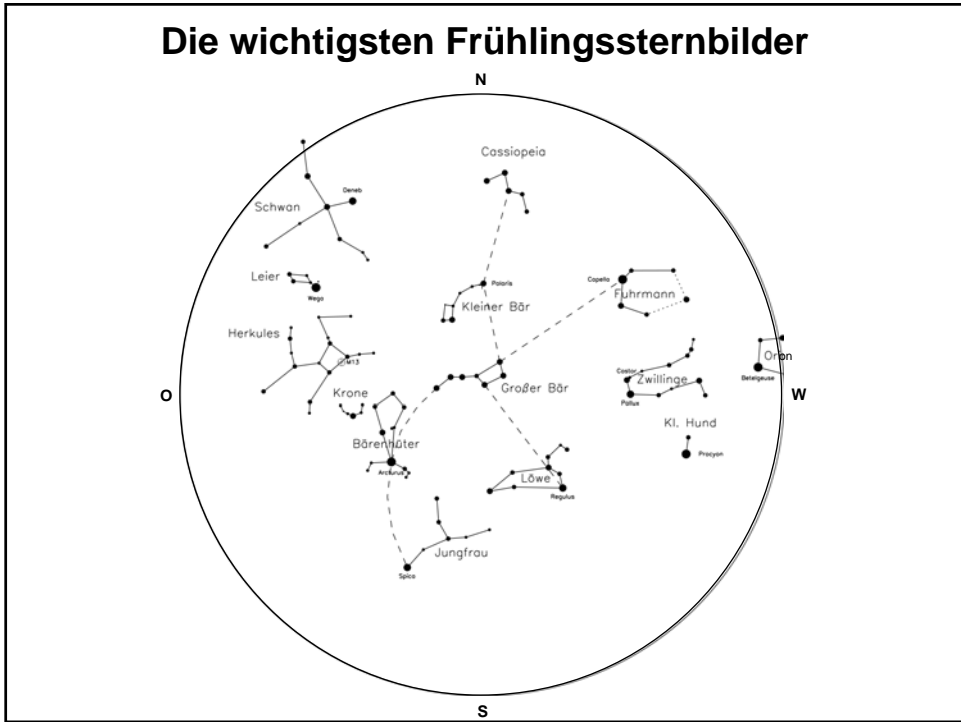 Die wichtigsten Frühlingssternbilder
N
Cassiopeia
Deneb
Schwan
Leier
Wega
Polaris
Kleiner Bär
Capella
Fuhrmann
Herkules
M13
Orion
Betelgeuse
Castor
Zwillinge
Pollux
Großer Bär
O
W
Krone
Kl. Hund
Bärenhüter
Procyon
Arcturus
Löwe
Regulus
Jungfrau
Spica
S